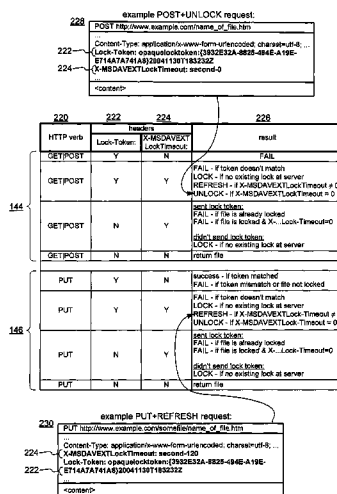 example POST+UNLOCK request:
228
POST http://www.example.com/name_of_file.htm
...
Content-Type: application/x-www-form-urlencoded; charset=utf-8; ...
222 Lock-Token: opaquelocktoken:{3932E32A-8825-494E-A19E-
E714A7A741A6}20041130T183232Z
224 X-MSDAVEXTLockTimeout: second-0
...
<content>
220 222 224 226
HTTP verb headers result
Lock-Token: X-MSDAVEXT
LockTimeout:
144
GET|POST Y N FAIL
GET|POST Y Y
FAIL - if token doesn't match
LOCK - if no existing lock at server
REFRESH - if X-MSDAVEXTLockTimeout ≠ 0
UNLOCK - if X-MSDAVEXTLockTimeout = 0
GET|POST N Y
sent lock token:
FAIL - if file is already locked
FAIL - if file is locked & X-...Lock-Timeout=0
didn't send lock token:
LOCK - if no existing lock at server
GET|POST N N return file
146
PUT Y N
success - if token matched
FAIL - if token mismatch or file not locked
PUT Y Y
FAIL - if token doesn't match
LOCK - if no existing lock at server
REFRESH - if X-MSDAVEXTLockTimeout ≠
UNLOCK - if X-MSDAVEXTLockTimeout = 0
PUT N Y
sent lock token:
FAIL - if file is already locked
FAIL - if file is locked & X-...Lock-Timeout=0
didn't send lock token:
LOCK - if no existing lock at server
PUT N N return file
example PUT+REFRESH request:
230
PUT http://www.example.com/somefile/name_of_file.htm
...
Content-Type: application/x-www-form-urlencoded; charset=utf-8; ...
224 X-MSDAVEXTLockTimeout: second-120
222 Lock-Token: opaquelocktoken:{3932E32A-8825-494E-A19E-
E714A7A741A6}20041130T183232Z
...
<content>